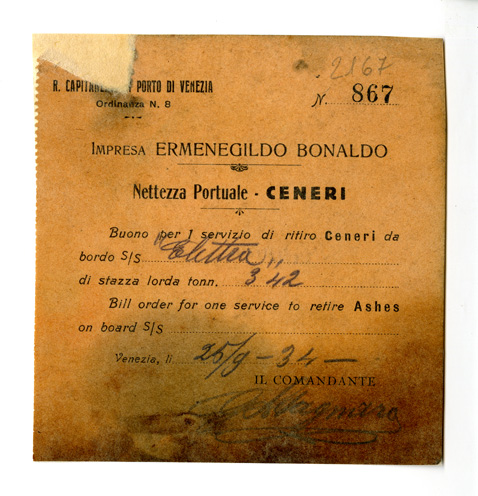 2167
R. CAPITANERIA PORTO DI VENEZIA
Ordinanza N. 8
N. 867
IMPRESA ERMENEGILDO BONALDO
Nettezza Portuale - CENERI
Buono per 1 servizio di ritiro Ceneri da
bordo S/S "Elettra"
di stazza lorda tonn. 342
Bill order for one service to retire Ashes
on board S/S
Venezia, lì 25/9-34-
IL COMANDANTE